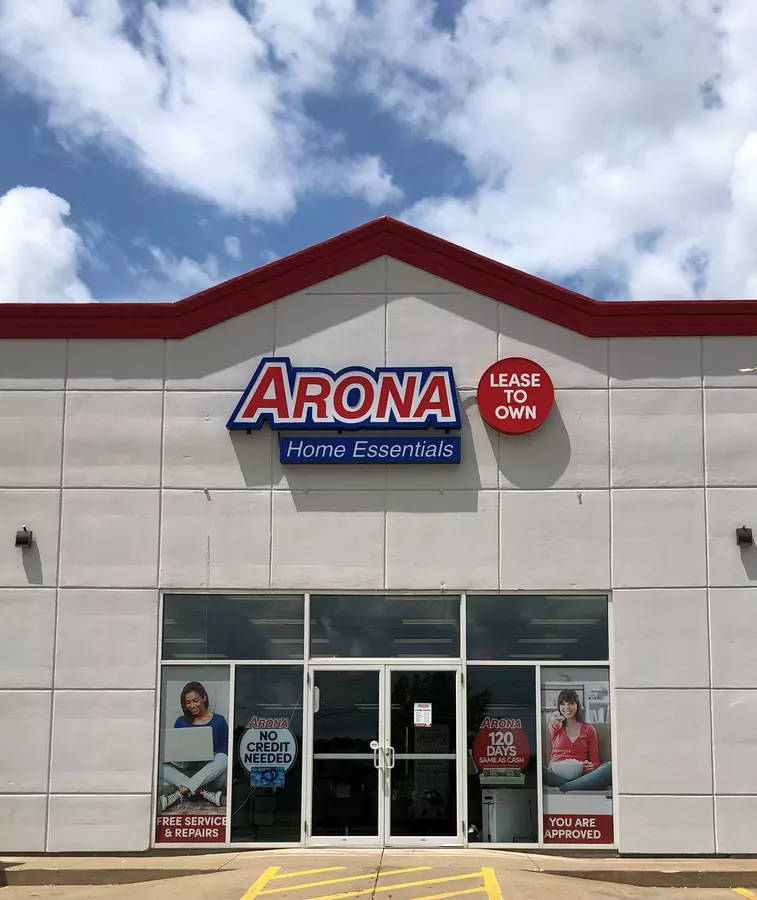 ARONA
Home Essentials
LEASE
TO
OWN
ARONA
NO
CREDIT
NEEDED
ARONA
120
DAYS
SAME AS CASH
FREE SERVICE
& REPAIRS
YOU ARE
APPROVED